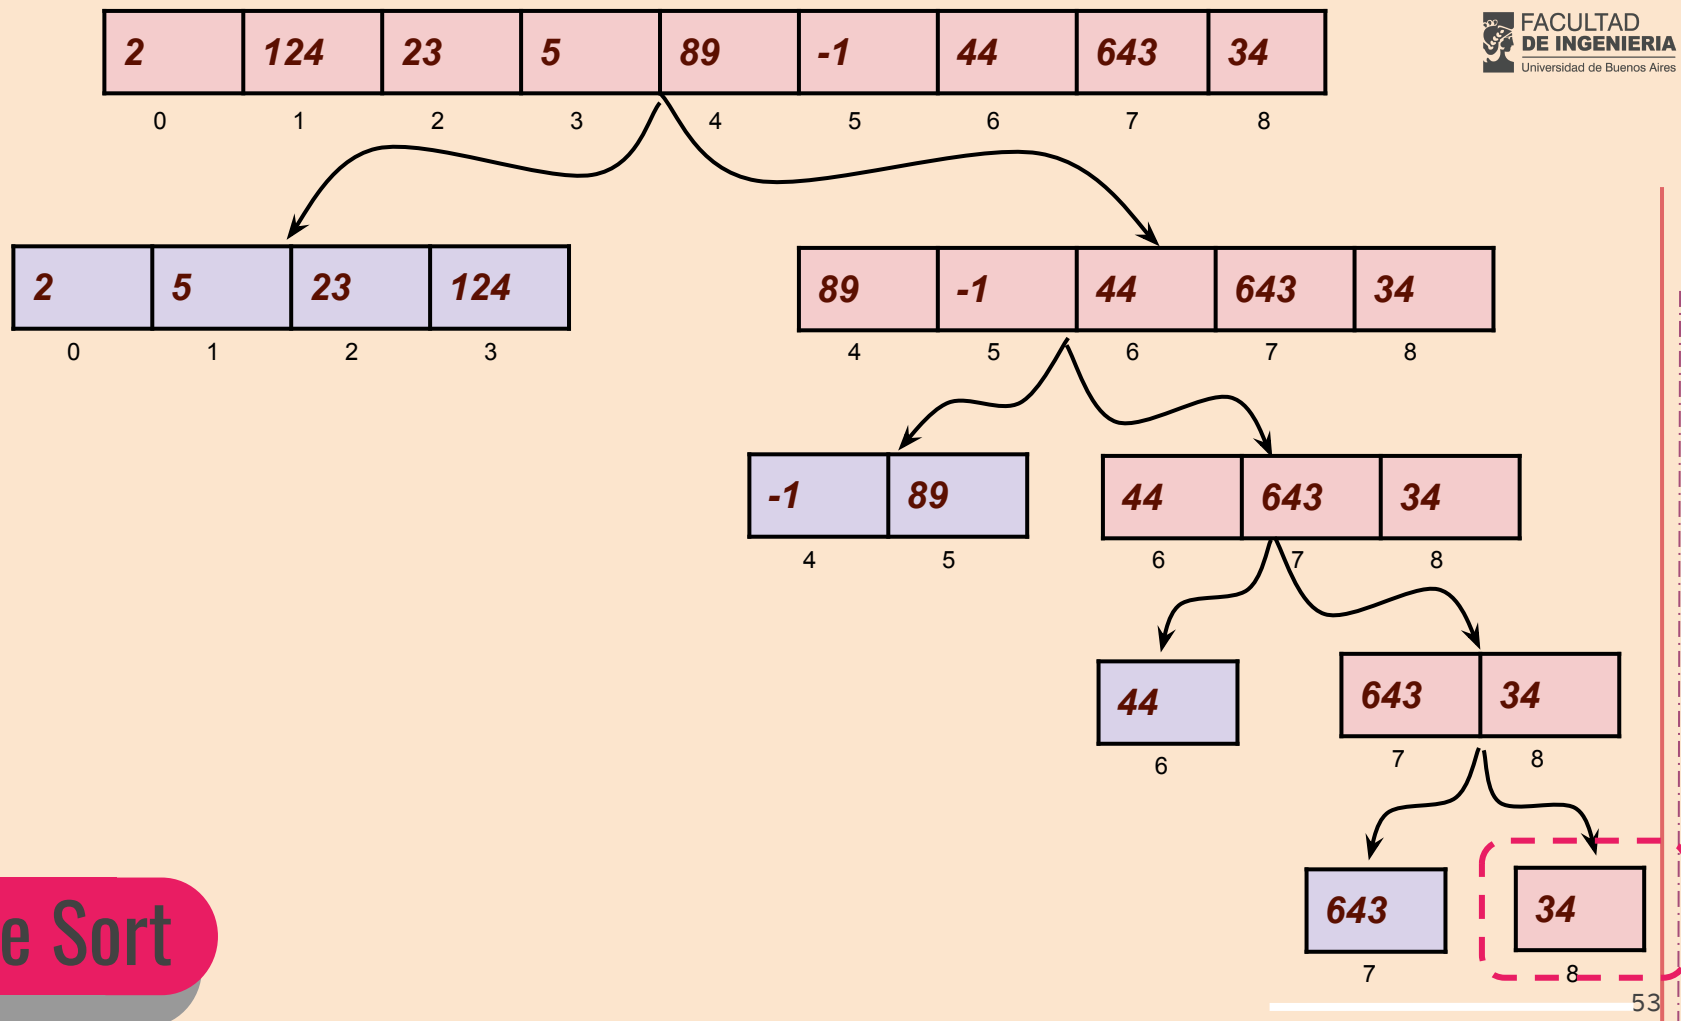 FACULTAD
DE INGENIERIA
Universidad de Buenos Aires
2 124 23 5 89 -1 44 643 34
0 1 2 3 4 5 6 7 8
2 5 23 124
0 1 2 3
89 -1 44 643 34
4 5 6 7 8
-1 89
4 5
44 643 34
6 7 8
44
6
643 34
7 8
643
7
34
8
e Sort
53